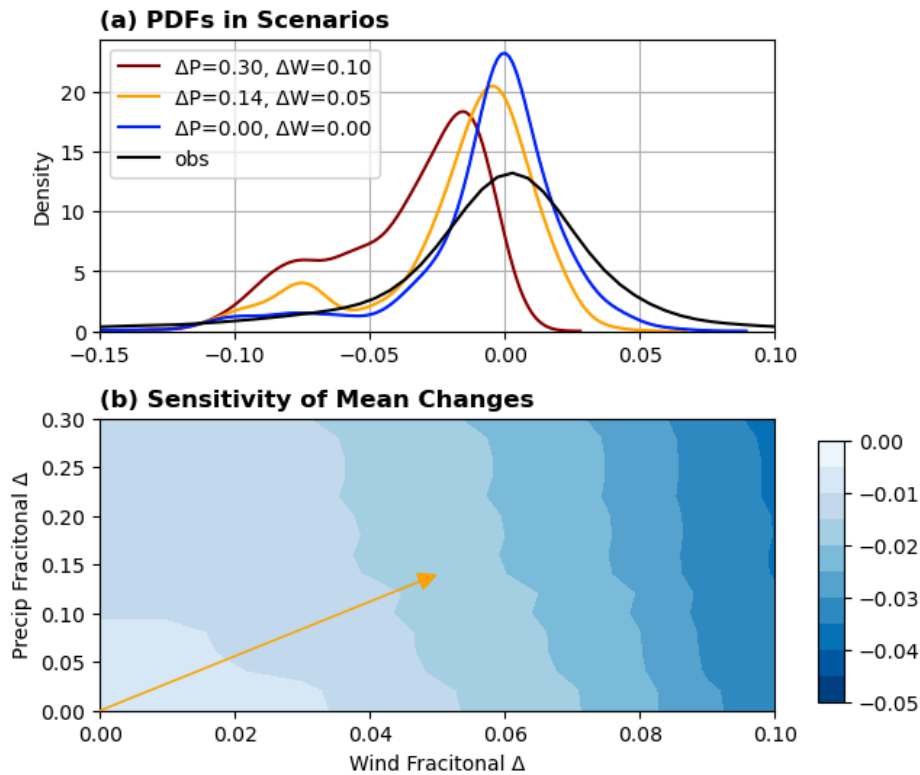 (a) PDFs in Scenarios
ΔP=0.30, ΔW=0.10
ΔP=0.14, ΔW=0.05
ΔP=0.00, ΔW=0.00
obs
Density
20
15
10
5
0
−0.15 −0.10 −0.05 0.00 0.05 0.10
(b) Sensitivity of Mean Changes
Precip Fracitonal Δ
0.30
0.25
0.20
0.15
0.10
0.05
0.00
0.00 0.02 0.04 0.06 0.08 0.10
Wind Fracitonal Δ
0.00
−0.01
−0.02
−0.03
−0.04
−0.05